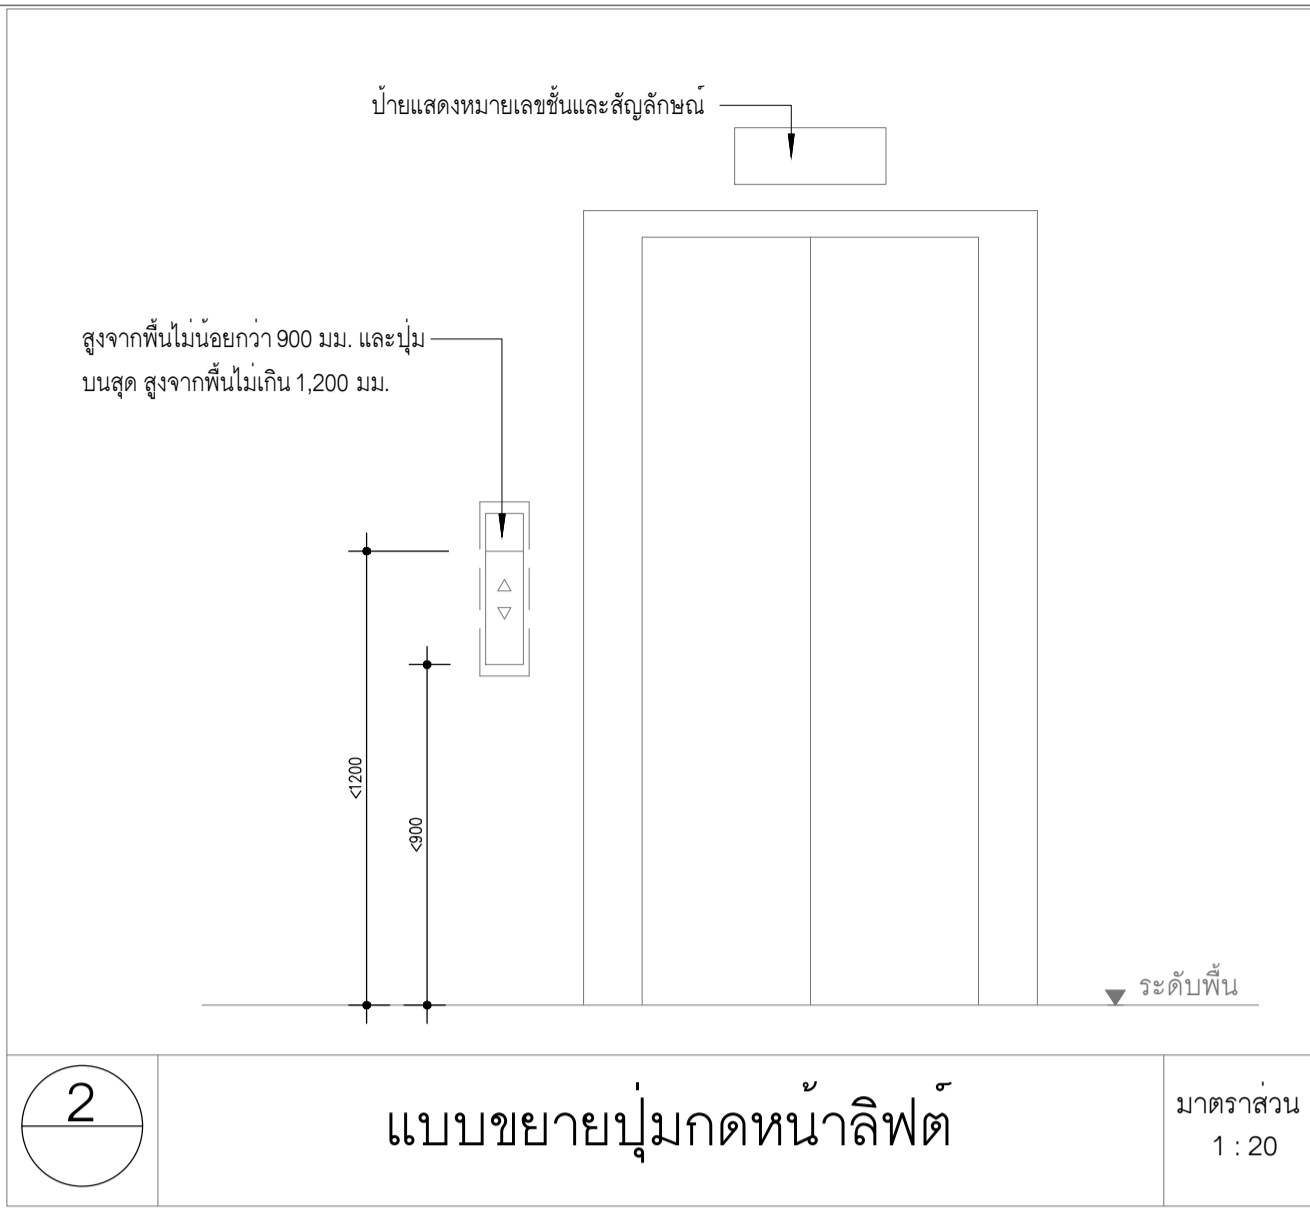 ป้ายแสดงหมายเลขชั้นและสัญลักษณ์
สูงจากพื้นไม่น้อยกว่า 900 มม. และปุ่ม
บนสุด สูงจากพื้นไม่เกิน 1,200 มม.
<1200
<900
ระดับพื้น
2
แบบขยายปุ่มกดหน้าลิฟต์
มาตราส่วน
1 : 20